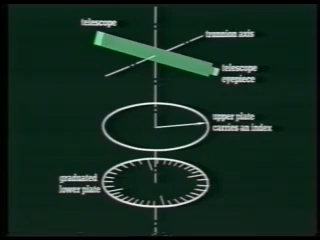 telescope
trunnion axis
telescope
eyepiece
upper plate
carries an index
graduated
lower plate